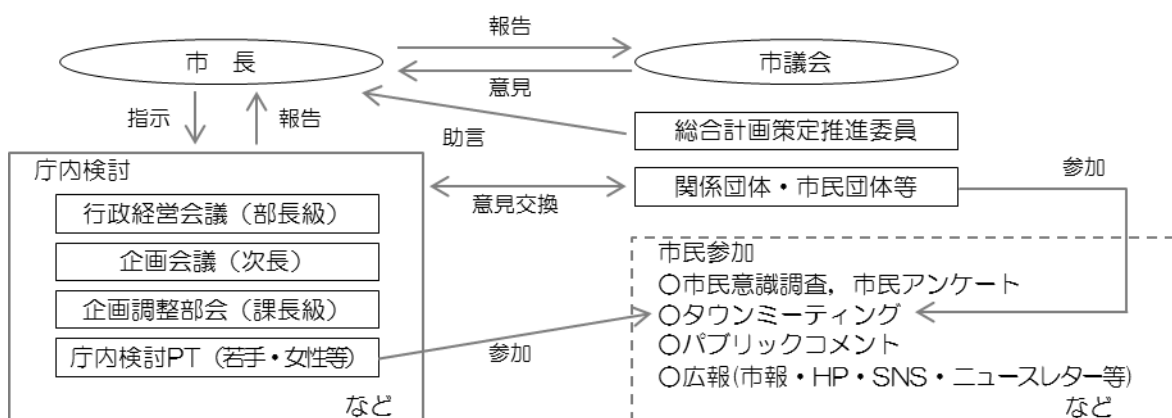 報告
市　長
市議会
意見
指示
報告
助言
総合計画策定推進委員
庁内検討
関係団体・市民団体等
参加
意見交換
行政経営会議（部長級）
企画会議（次長）
企画調整部会（課長級）
庁内検討PT（若手・女性等）
など
参加
市民参加
○市民意識調査，市民アンケート
○タウンミーティング
○パブリックコメント
○広報(市報・HP・SNS・ニュースレター等)
など